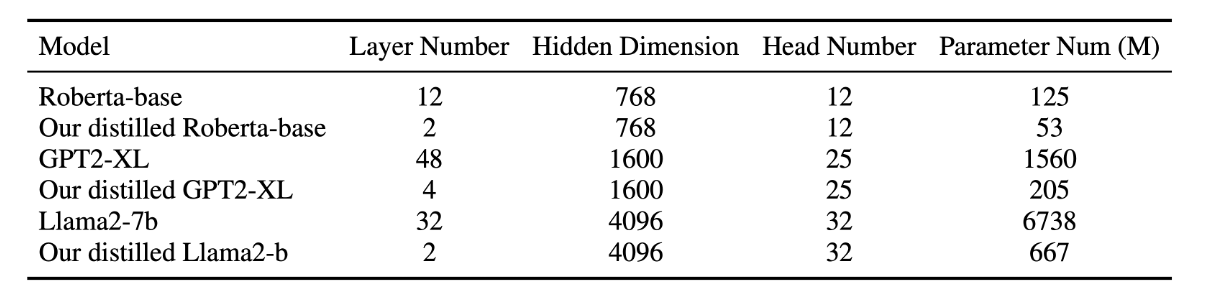 Model Layer Number Hidden Dimension Head Number Parameter Num (M)
Roberta-base 12 768 12 125
Our distilled Roberta-base 2 768 12 53
GPT2-XL 48 1600 25 1560
Our distilled GPT2-XL 4 1600 25 205
Llama2-7b 32 4096 32 6738
Our distilled Llama2-b 2 4096 32 667